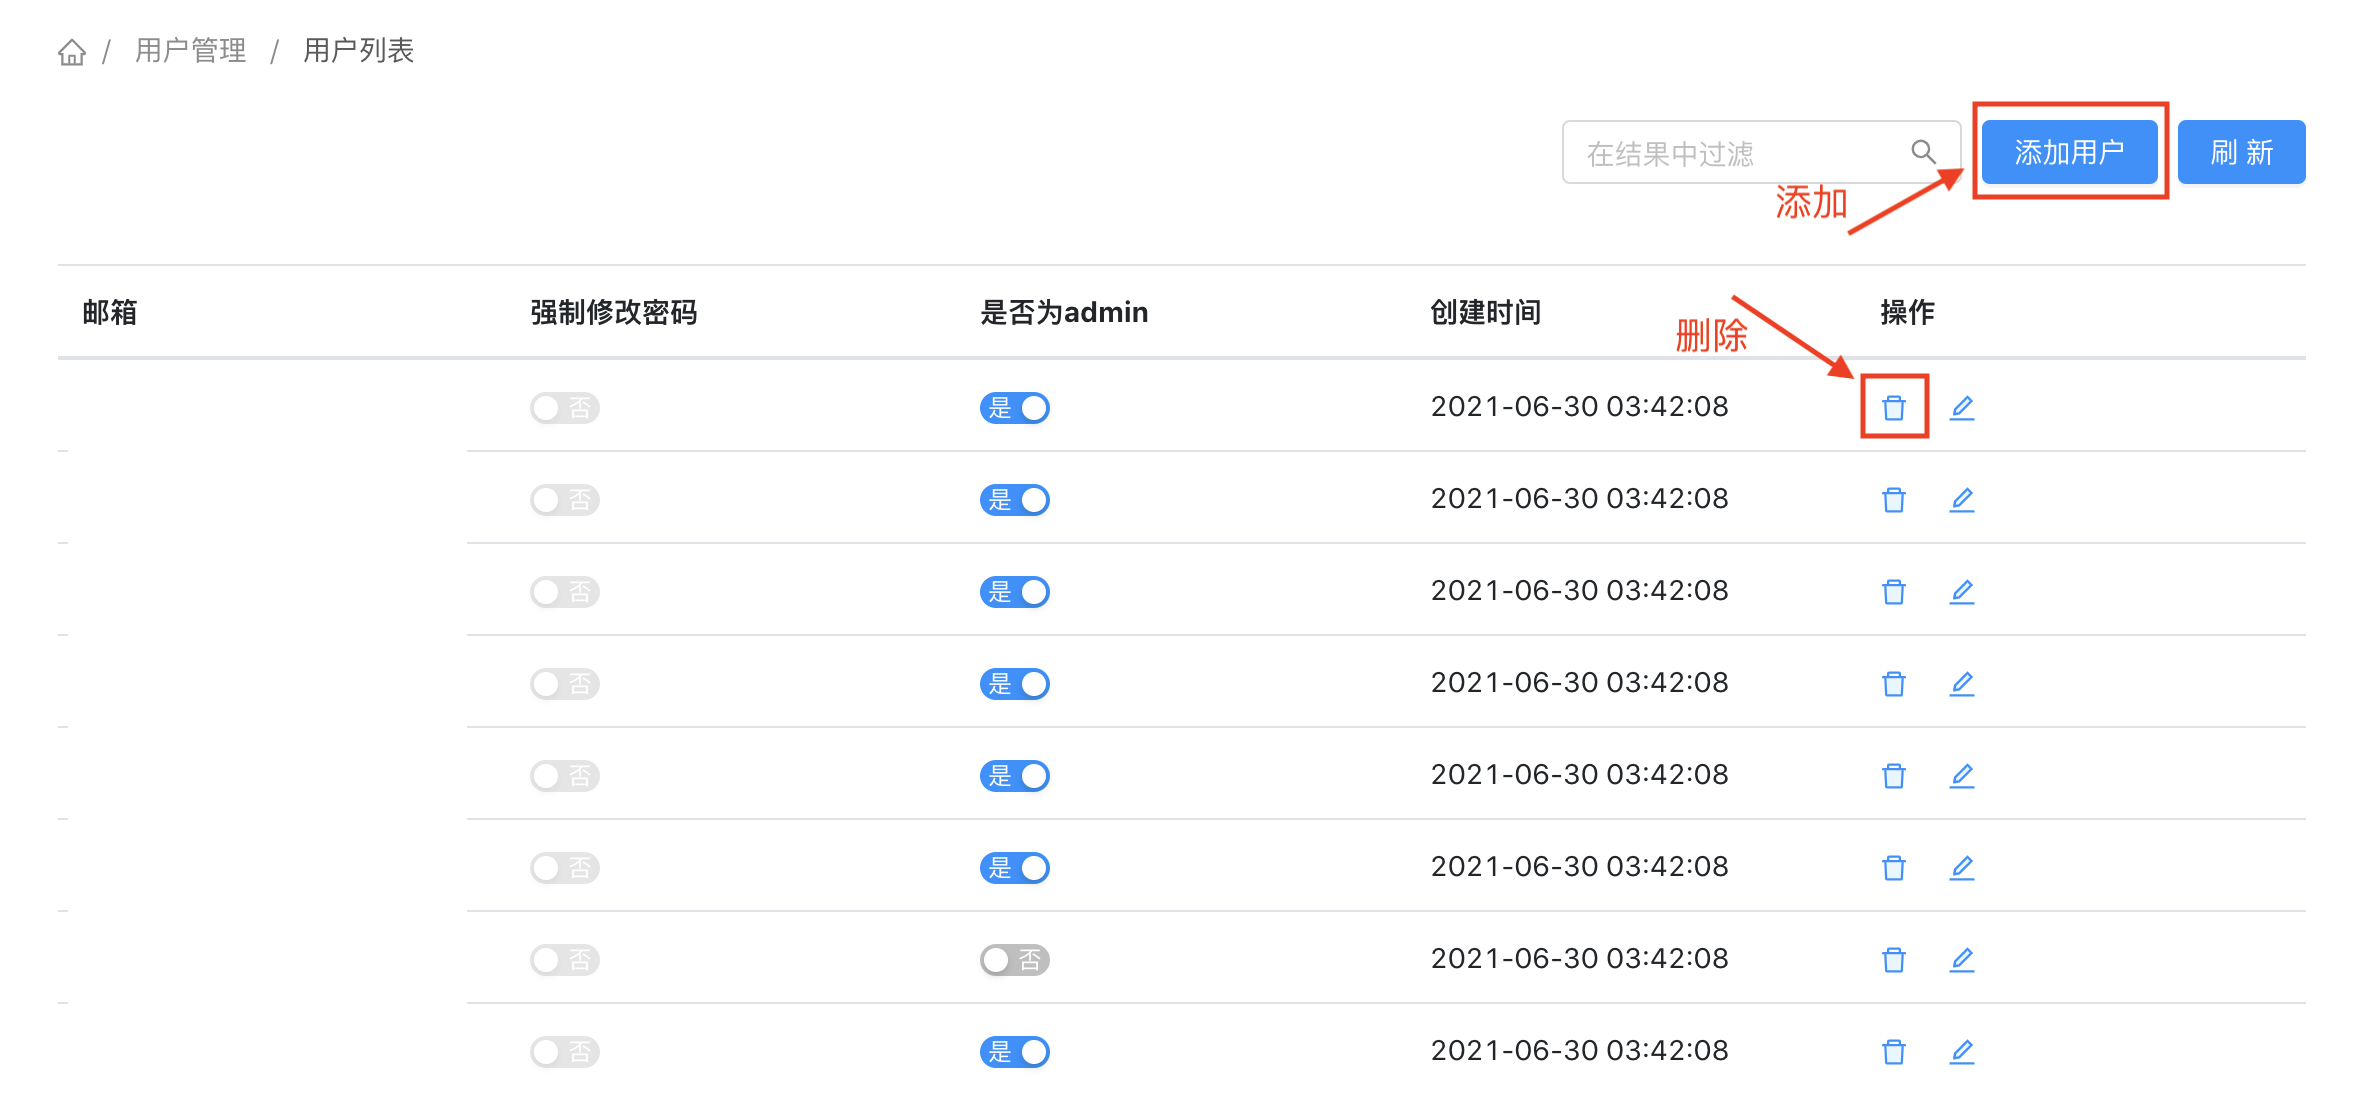 / 用户管理 / 用户列表
在结果中过滤 添加用户 刷 新
添加
邮箱 强制修改密码 是否为admin 创建时间 操作
删除
否 是 2021-06-30 03:42:08
否 是 2021-06-30 03:42:08
否 是 2021-06-30 03:42:08
否 是 2021-06-30 03:42:08
否 是 2021-06-30 03:42:08
否 是 2021-06-30 03:42:08
否 否 2021-06-30 03:42:08
否 是 2021-06-30 03:42:08